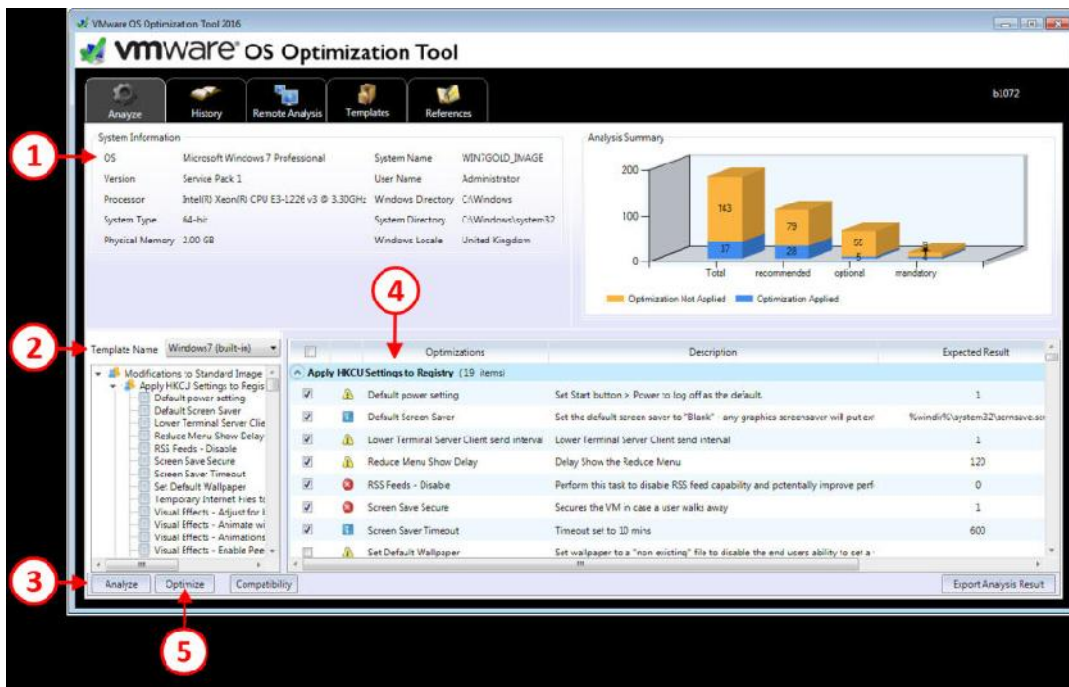 VMware OS Optimization Tool 2016
vmware® OS Optimization Tool
Anayze
History
Remote Analysis
Templates
References
b1072
System Information
OS Microsoft Windows 7 Professional System Name WIN7GOLD_IMAGE
Version Service Pack 1 User Name Administrator
Processor Intel(R) Xeon(R) CPU E3-1226 v3 @ 3.30GHz Windows Directory C:\Windows
System Type 64-bit System Directory C:\Windows\system32
Physical Memory 2.00 GB Windows Locale United Kingdom
Analysis Summary
200
100
0
143
37
79
28
55
5
Total
recommended
optional
mandatory
Optimization Not Applied
Optimization Applied
1
2
3
4
5
Template Name Windows7 (built-in)
Modifications to Standard Image
Apply HKCU Settings to Regis
Default power setting
Default Screen Saver
Lower Terminal Server Clie
Reduce Menu Show Delay
RSS Feeds - Disable
Screen Save Secure
Screen Saver Timeout
Set Default Wallpaper
Temporary Internet Files to
Visual Effects - Adjust for
Visual Effects - Animate wi
Visual Effects - Animations
Visual Effects - Enable Pee
Optimizations Description Expected Result
Apply HKCU Settings to Registry (19 items)
Default power setting Set Start button > Power to log off as the default. 1
Default Screen Saver Set the default screen saver to "Blank" - any graphics screensaver will put ex %windir%\system32\scrnsave.scr
Lower Terminal Server Client send interval Lower Terminal Server Client send interval 1
Reduce Menu Show Delay Delay Show the Reduce Menu 120
RSS Feeds - Disable Perform this task to disable RSS feed capability and potentially improve perf 0
Screen Save Secure Secures the VM in case a user walks away 1
Screen Saver Timeout Timeout set to 10 mins 600
Set Default Wallpaper Set wallpaper to a "non existing" file to disable the end users ability to set a
Analyze
Optimize
Compatibility
Export Analysis Result